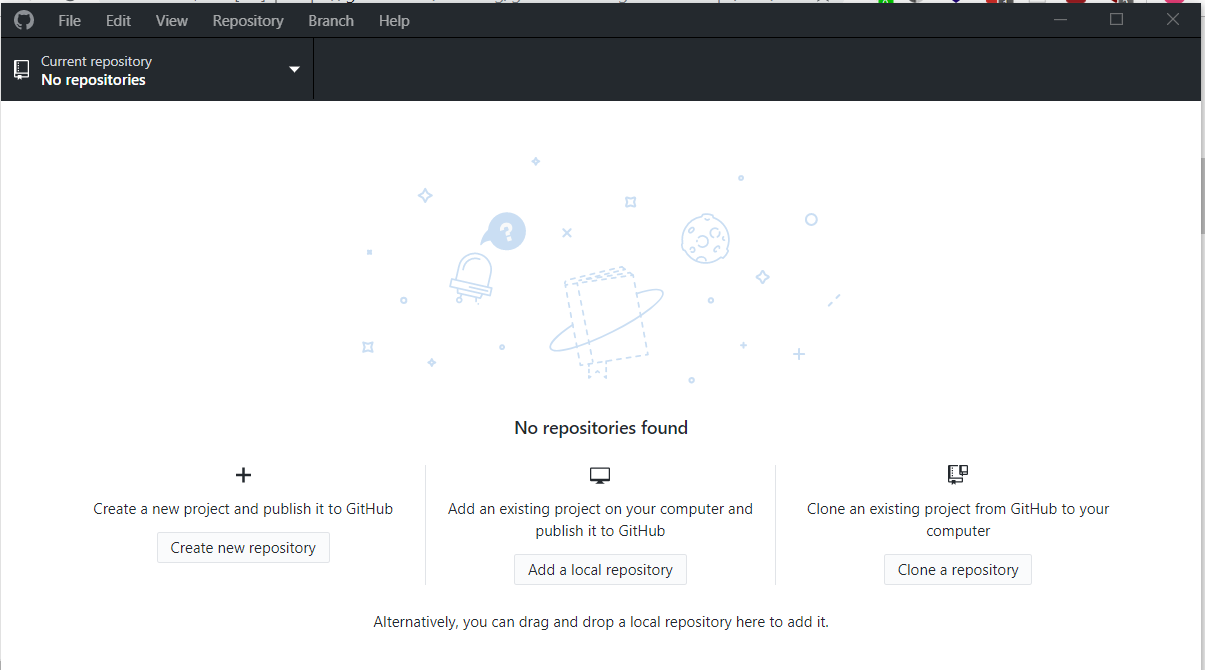 File Edit View Repository Branch Help
Current repository
No repositories
?
No repositories found
Create a new project and publish it to GitHub
Create new repository
Add an existing project on your computer and
publish it to GitHub
Add a local repository
Clone an existing project from GitHub to your
computer
Clone a repository
Alternatively, you can drag and drop a local repository here to add it.